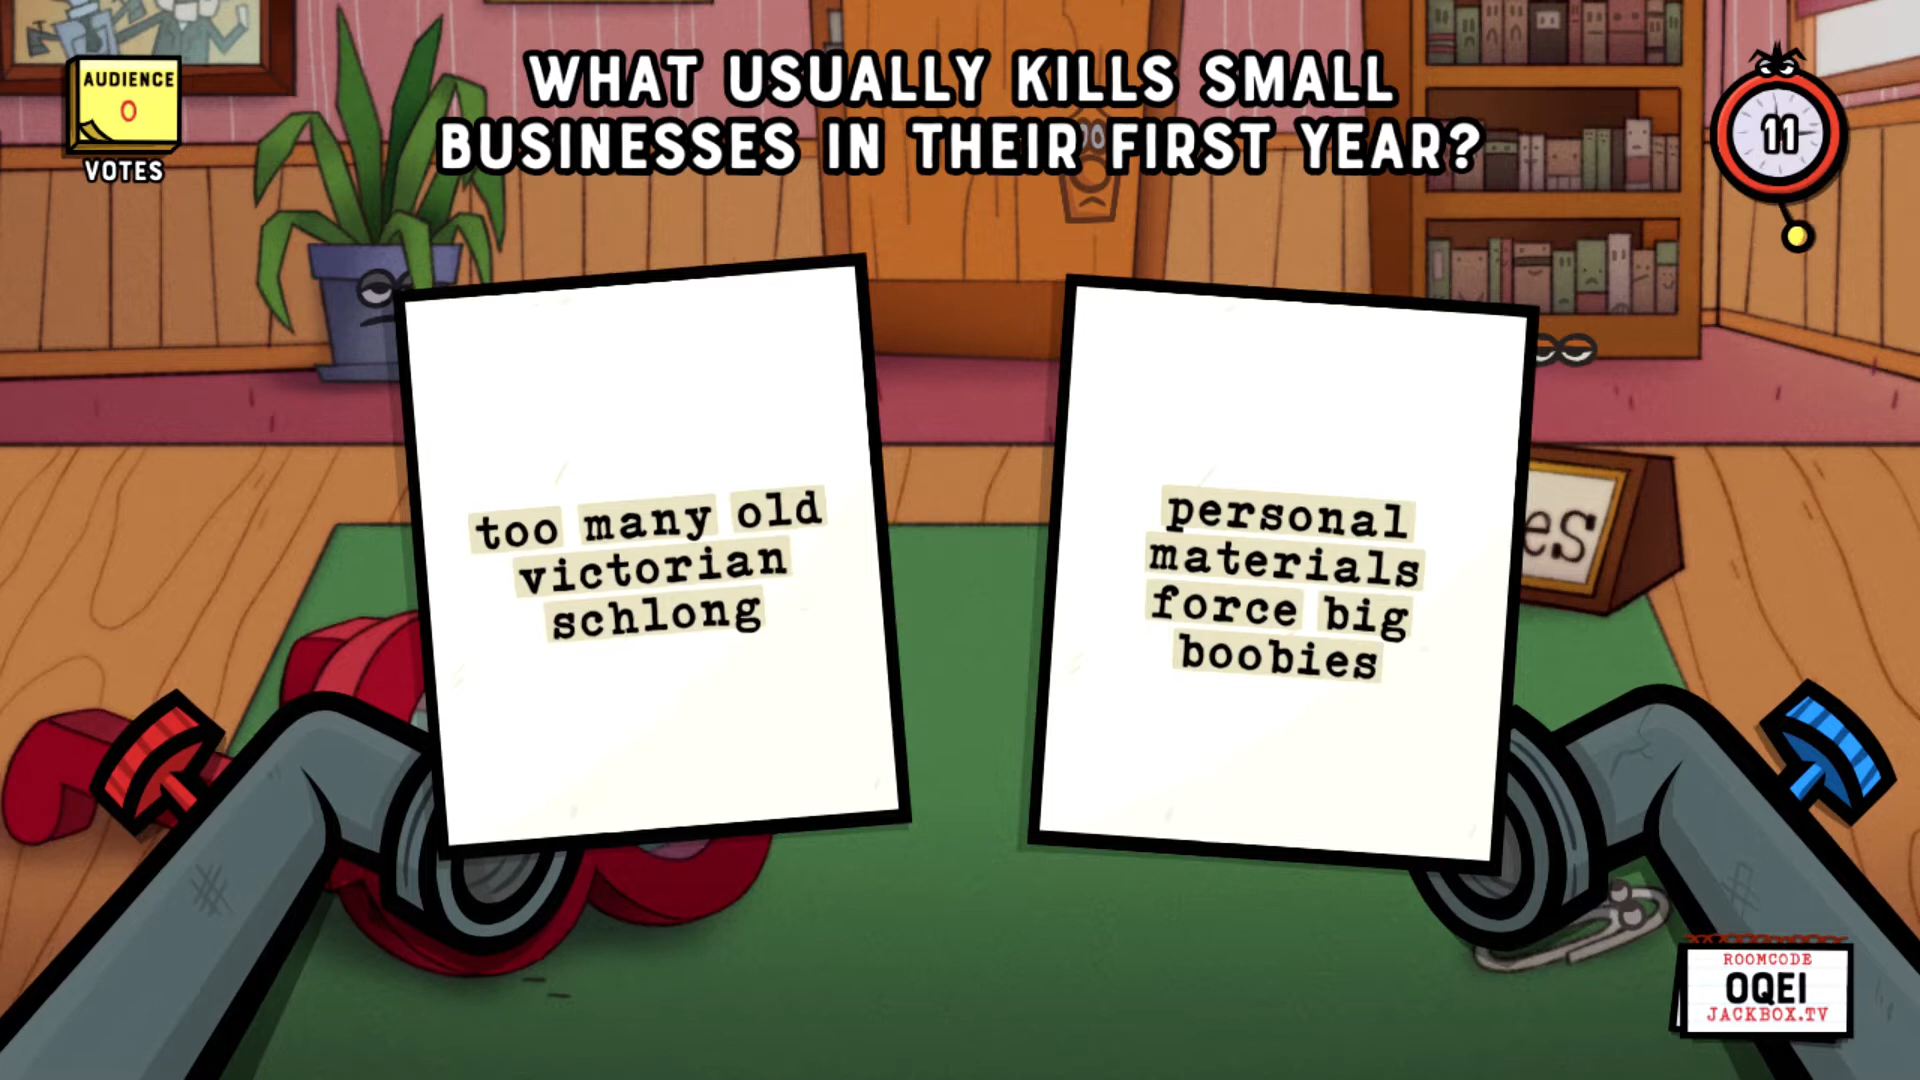 AUDIENCE
0
VOTES
WHAT USUALLY KILLS SMALL
BUSINESSES IN THEIR FIRST YEAR?
11
too many old
victorian
schlong
personal
materials
force big
boobies
es
ROOMCODE
OQEI
JACKBOX.TV